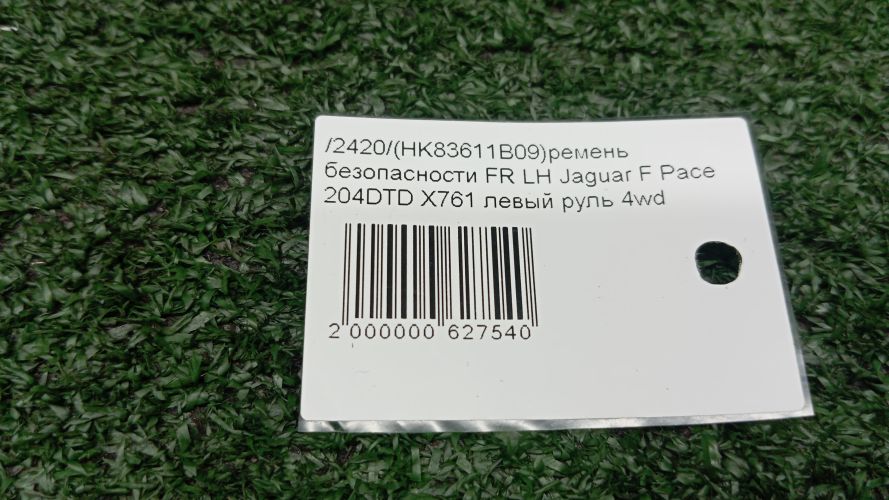 /2420/(HK83611B09)ремень
безопасности FR LH Jaguar F Pace
204DTD X761 левый руль 4wd
2 000000 627540